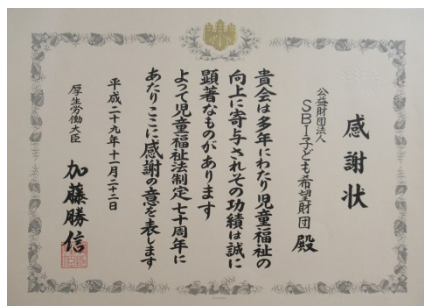 感謝状
公益財団法人
SBI子ども希望財団 殿
貴会は多年にわたり児童福祉の
向上に寄与されその功績は誠に
顕著なものがあります
よって児童福祉法制定七十周年に
あたりここに感謝の意を表します
平成二十九年十一月二十二日
厚生労働大臣 加藤勝信